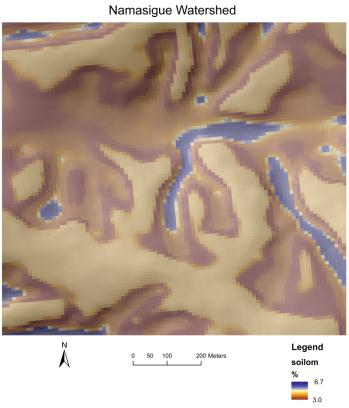 Namasigue Watershed
N
0 50 100 200 Meters
Legend
soilom
%
6.7
3.0